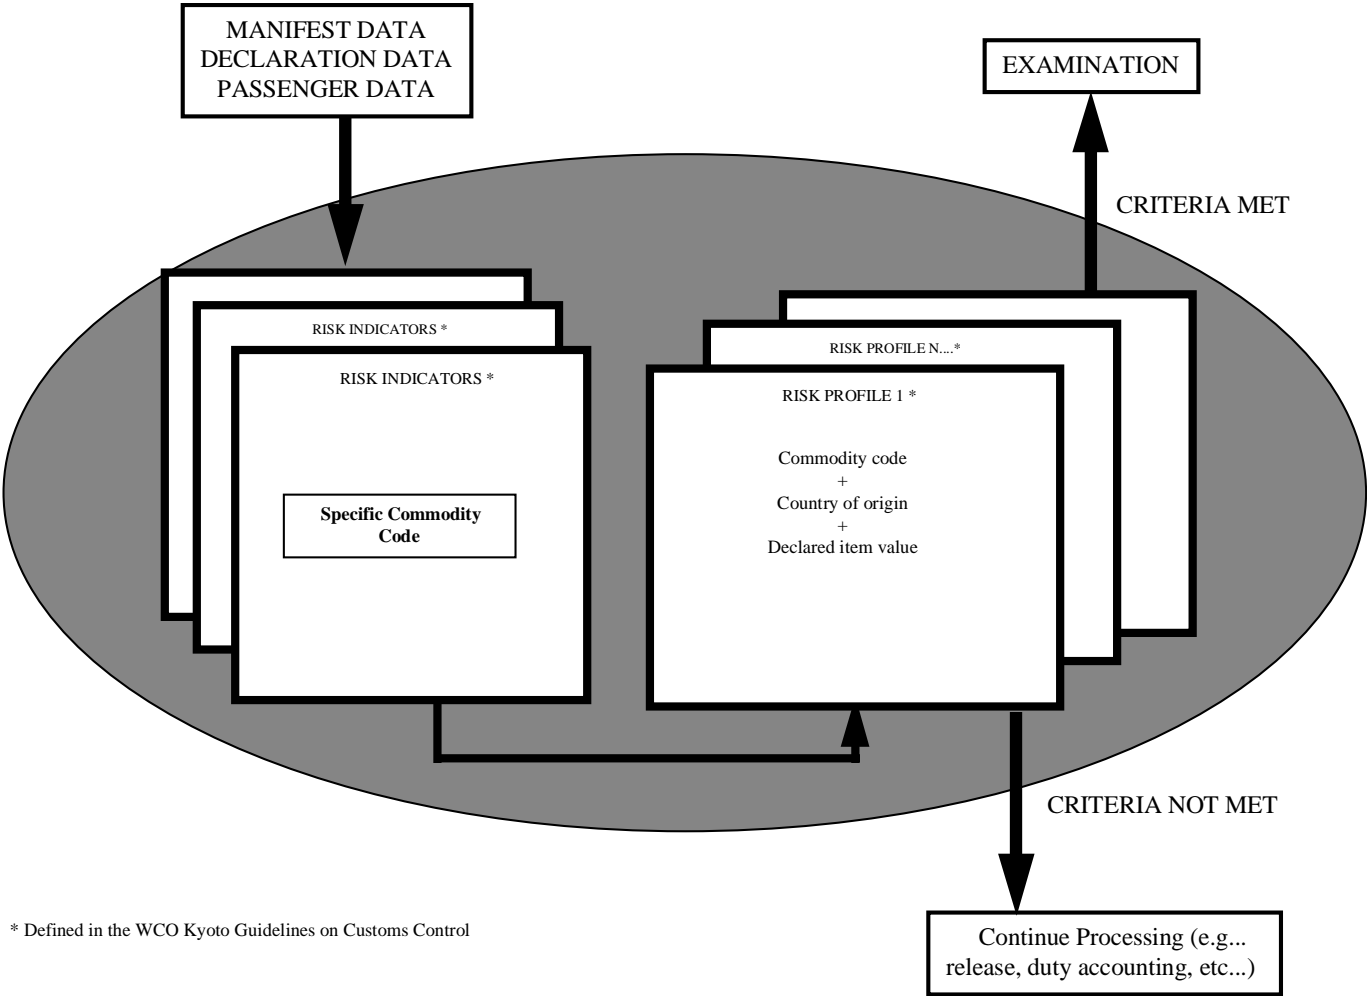 MANIFEST DATA
DECLARATION DATA
PASSENGER DATA
EXAMINATION
CRITERIA MET
RISK INDICATORS *
RISK INDICATORS *
Specific Commodity
Code
RISK PROFILE N....*
RISK PROFILE 1 *
Commodity code
+
Country of origin
+
Declared item value
CRITERIA NOT MET
* Defined in the WCO Kyoto Guidelines on Customs Control
Continue Processing (e.g...
release, duty accounting, etc...)